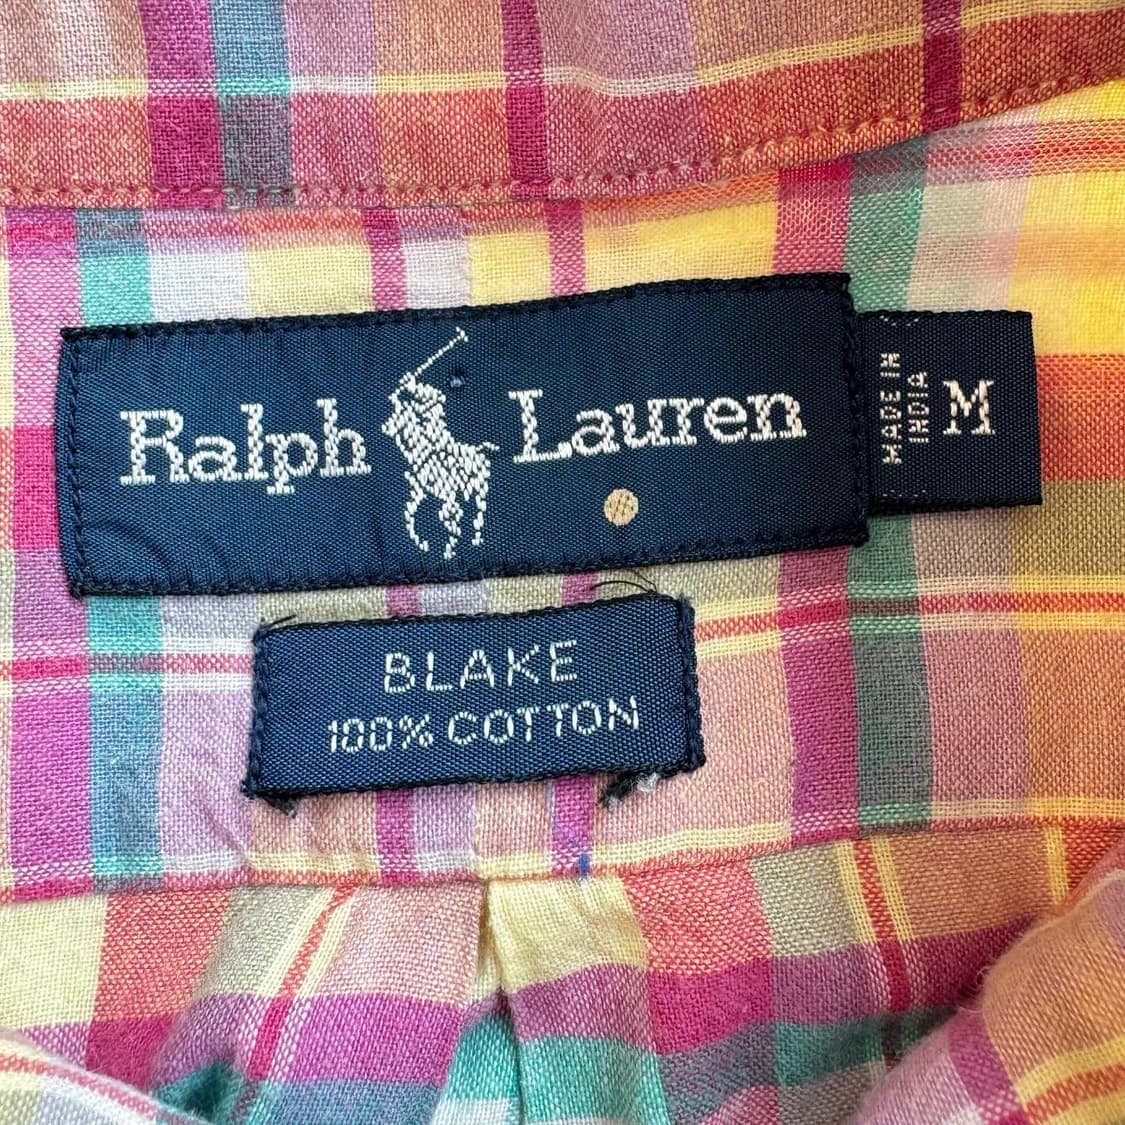 Ralph Lauren
MADE IN
INDIA
M
BLAKE
100% COTTON